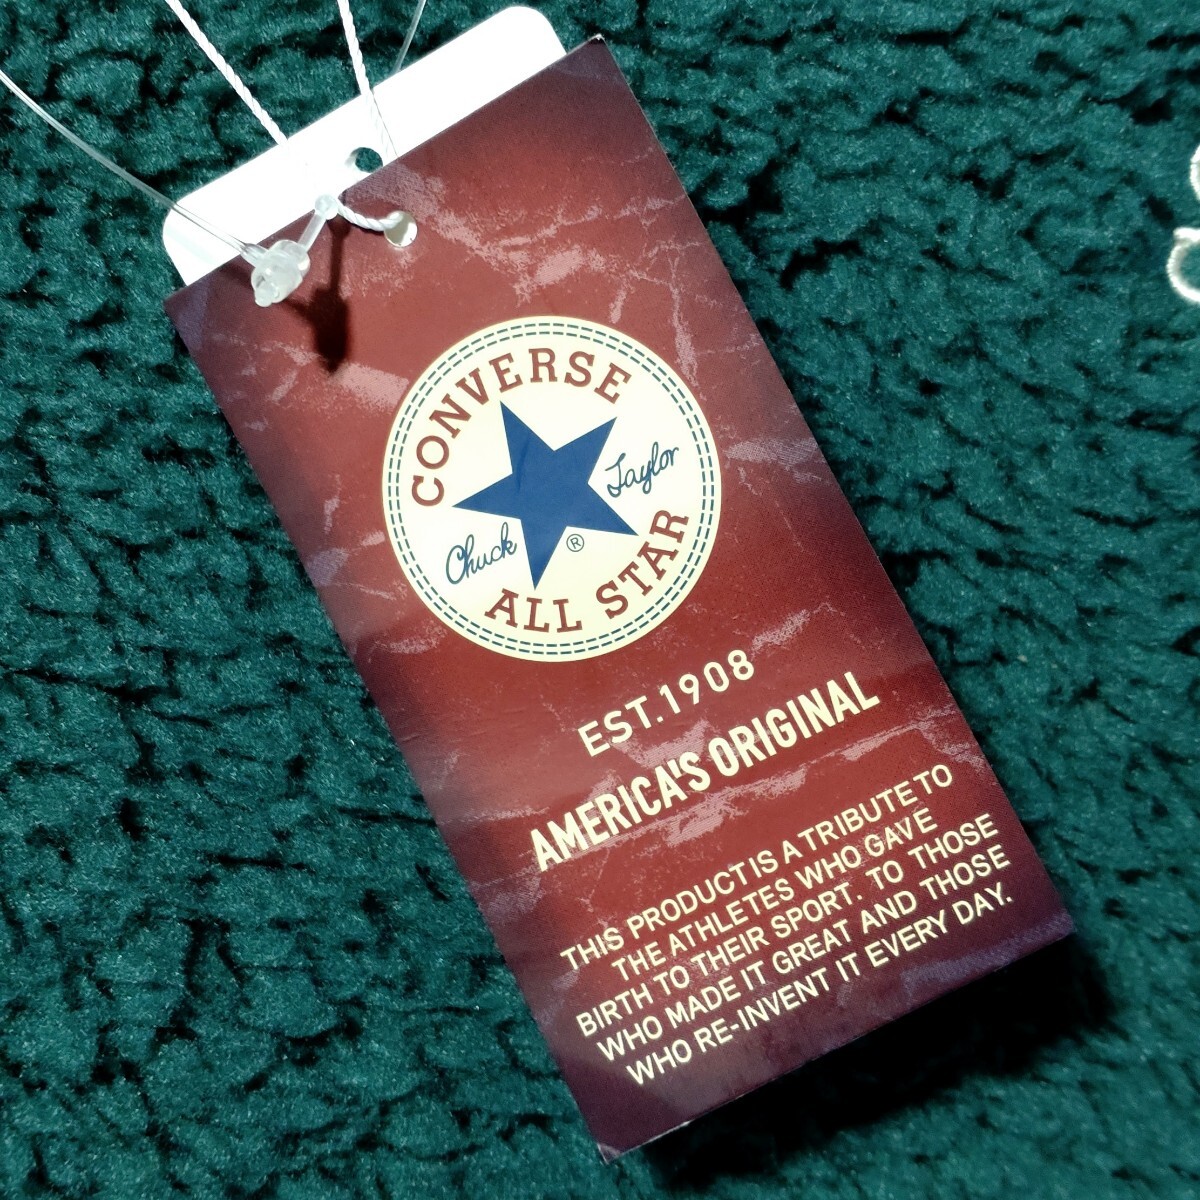 CONVERSE
Chuck Taylor
®
ALL STAR
EST.1908
AMERICA'S ORIGINAL
THIS PRODUCT IS A TRIBUTE TO
THE ATHLETES WHO GAVE
BIRTH TO THEIR SPORT. TO THOSE
WHO MADE IT GREAT AND THOSE
WHO RE-INVENT IT EVERY DAY.